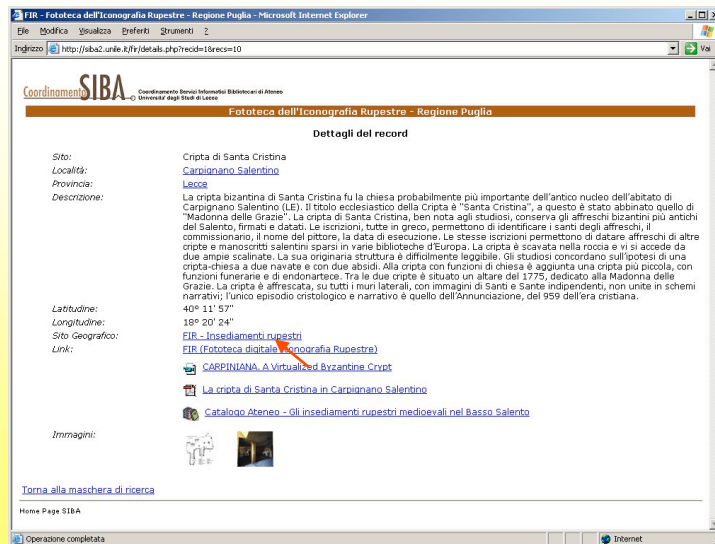 FIR - Fototeca dell'Iconografia Rupestre - Regione Puglia - Microsoft Internet Explorer
File Modifica Visualizza Preferiti Strumenti ?
Indirizzo http://siba2.unile.it/fir/details.php?recid=1&recs=10 Vai
Coordinamento SIBA Coordinamento Servizi Informatici Bibliotecari di Ateneo
Universita' degli Studi di Lecce
Fototeca dell'Iconografia Rupestre - Regione Puglia
Dettagli del record
Sito: Cripta di Santa Cristina
Località: Carpignano Salentino
Provincia: Lecce
Descrizione: La cripta bizantina di Santa Cristina fu la chiesa probabilmente più importante dell'antico nucleo dell'abitato di
Carpignano Salentino (LE). Il titolo ecclesiastico della Cripta è "Santa Cristina", a questo è stato abbinato quello di
"Madonna delle Grazie". La cripta di Santa Cristina, ben nota agli studiosi, conserva gli affreschi bizantini più antichi
del Salento, firmati e datati. Le iscrizioni, tutte in greco, permettono di identificare i santi degli affreschi, il
commissionario, il nome del pittore, la data di esecuzione. Le stesse iscrizioni permettono di datare affreschi di altre
cripte e manoscritti salentini sparsi in varie biblioteche d'Europa. La cripta è scavata nella roccia e vi si accede da
due ampie scalinate. La sua originaria struttura è difficilmente leggibile. Gli studiosi concordano sull'ipotesi di una
cripta-chiesa a due navate e con due absidi. Alla cripta con funzioni di chiesa è aggiunta una cripta più piccola, con
funzioni funerarie e di endonartece. Tra le due cripte è situato un altare del 1775, dedicato alla Madonna delle
Grazie. La cripta è affrescata, su tutti i muri laterali, con immagini di Santi e Sante indipendenti, non unite in schemi
narrativi; l'unico episodio cristologico e narrativo è quello dell'Annunciazione, del 959 dell'era cristiana.
Latitudine: 40º 11' 57"
Longitudine: 18º 20' 24"
Sito Geografico: FIR - Insediamenti rupestri
Link: FIR (Fototeca digitale Iconografia Rupestre)
CARPINIANA. A Virtualized Byzantine Crypt
La cripta di Santa Cristina in Carpignano Salentino
Catalogo Ateneo - Gli insediamenti rupestri medioevali nel Basso Salento
Immagini:
Torna alla maschera di ricerca
Home Page SIBA
Operazione completata Internet